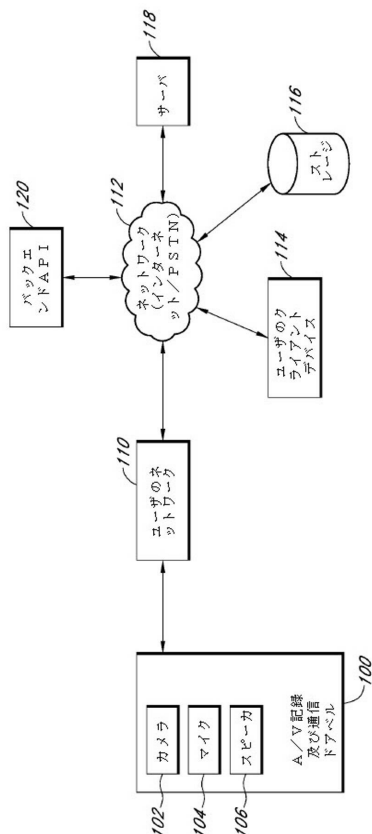 118
サーバ
120
バックエ
ンドAPI
112
ネットワーク
(インターネ
ット/PSTN)
116
スト
レージ
114
ユーザのク
ライアント
デバイス
110
ユーザのネ
ットワーク
カメラ
102
マイク
104
スピーカ
106
A/V記録
及び通信
ドアベル
100